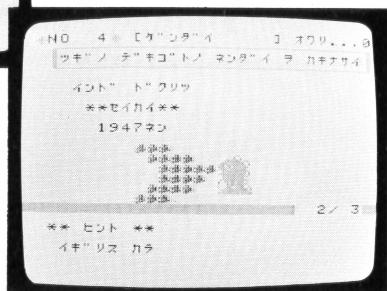 NO 4 [ゲンダイ ] オワリ...0
ツギノ デキゴトノ ネンダイ ヲ カキナサイ
インド ドクリツ
**セイカイ**
1947ネン
2/ 3
** ヒント **
イギリス カラ